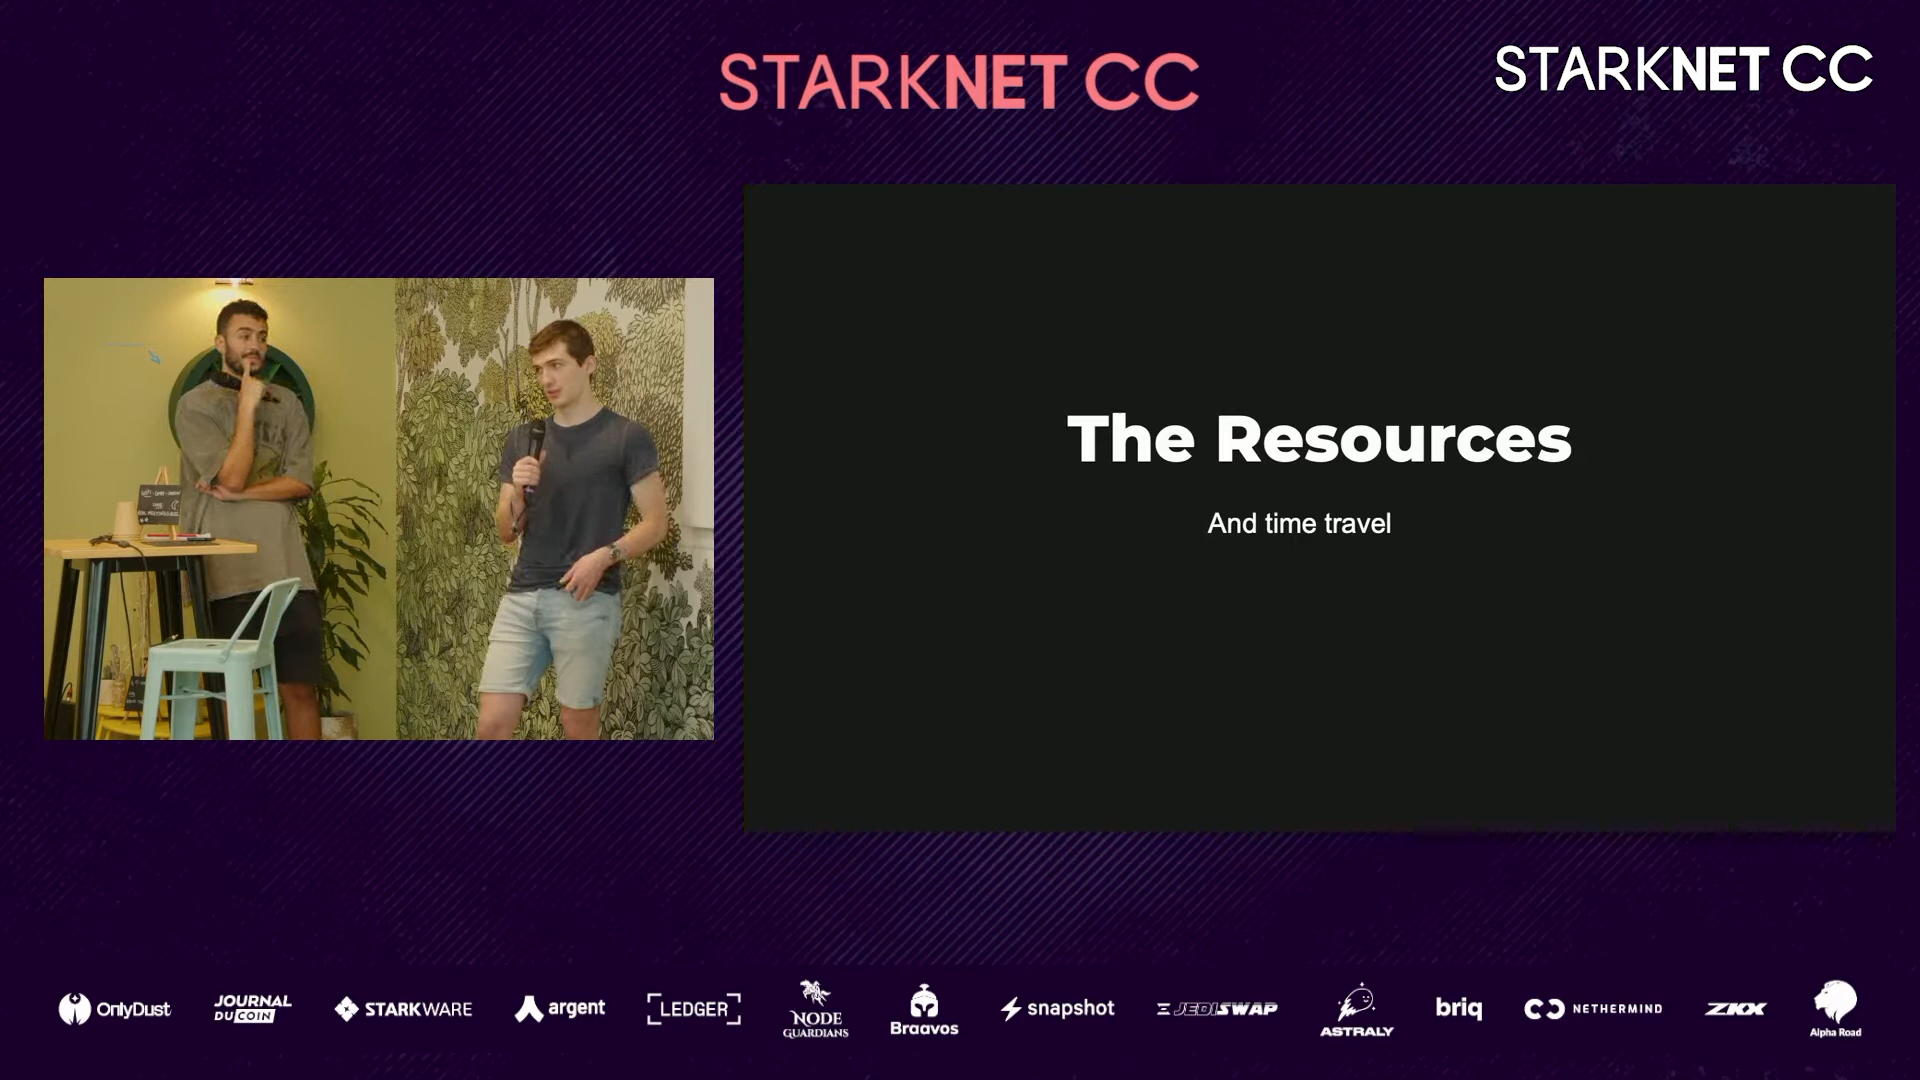 STARKNET CC
STARKNET CC
The Resources
And time travel
OnlyDust
JOURNAL
DU COIN
STARKWARE
argent
LEDGER
NODE
GUARDIANS
Braavos
snapshot
JEDISWAP
ASTRALY
briq
NETHERMIND
ZKX
Alpha Road